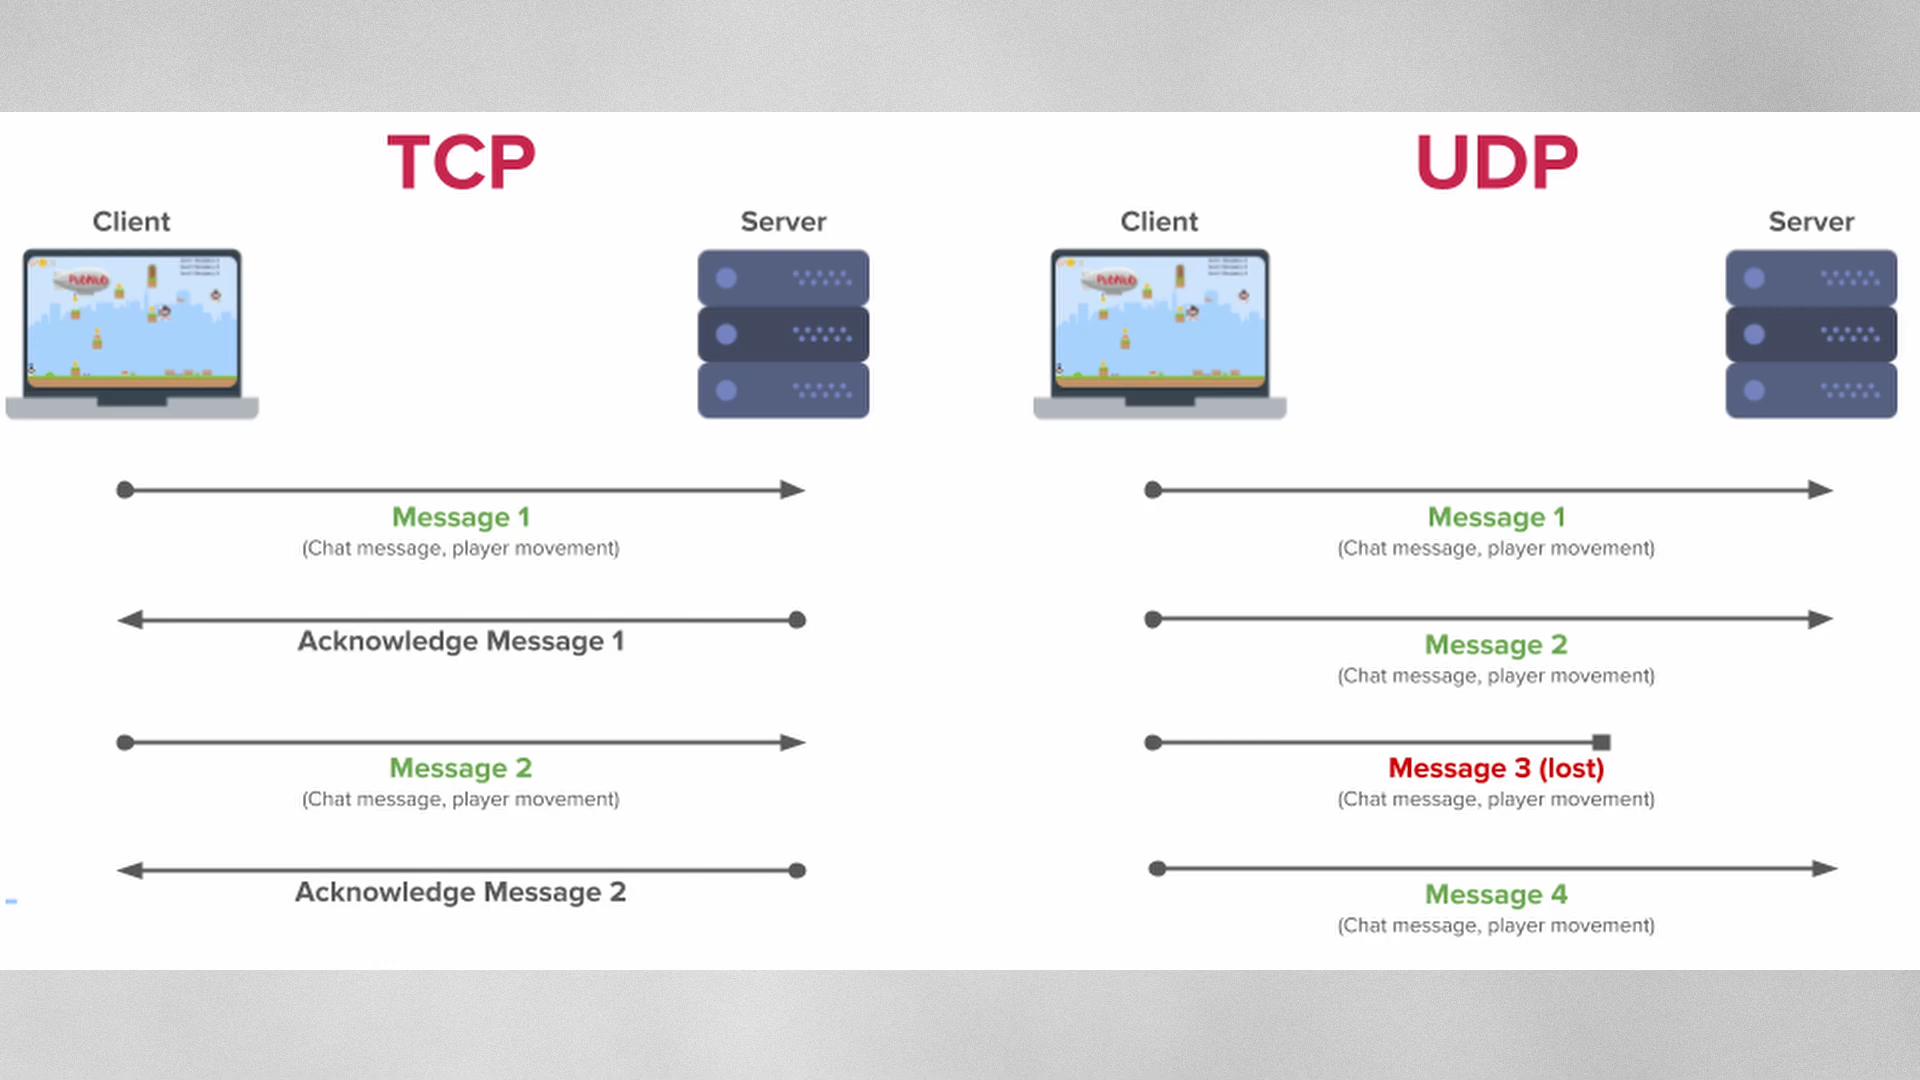 TCP
Client
Server
PubNub
Message 1
(Chat message, player movement)
Acknowledge Message 1
Message 2
(Chat message, player movement)
Acknowledge Message 2
UDP
Client
Server
PubNub
Message 1
(Chat message, player movement)
Message 2
(Chat message, player movement)
Message 3 (lost)
(Chat message, player movement)
Message 4
(Chat message, player movement)